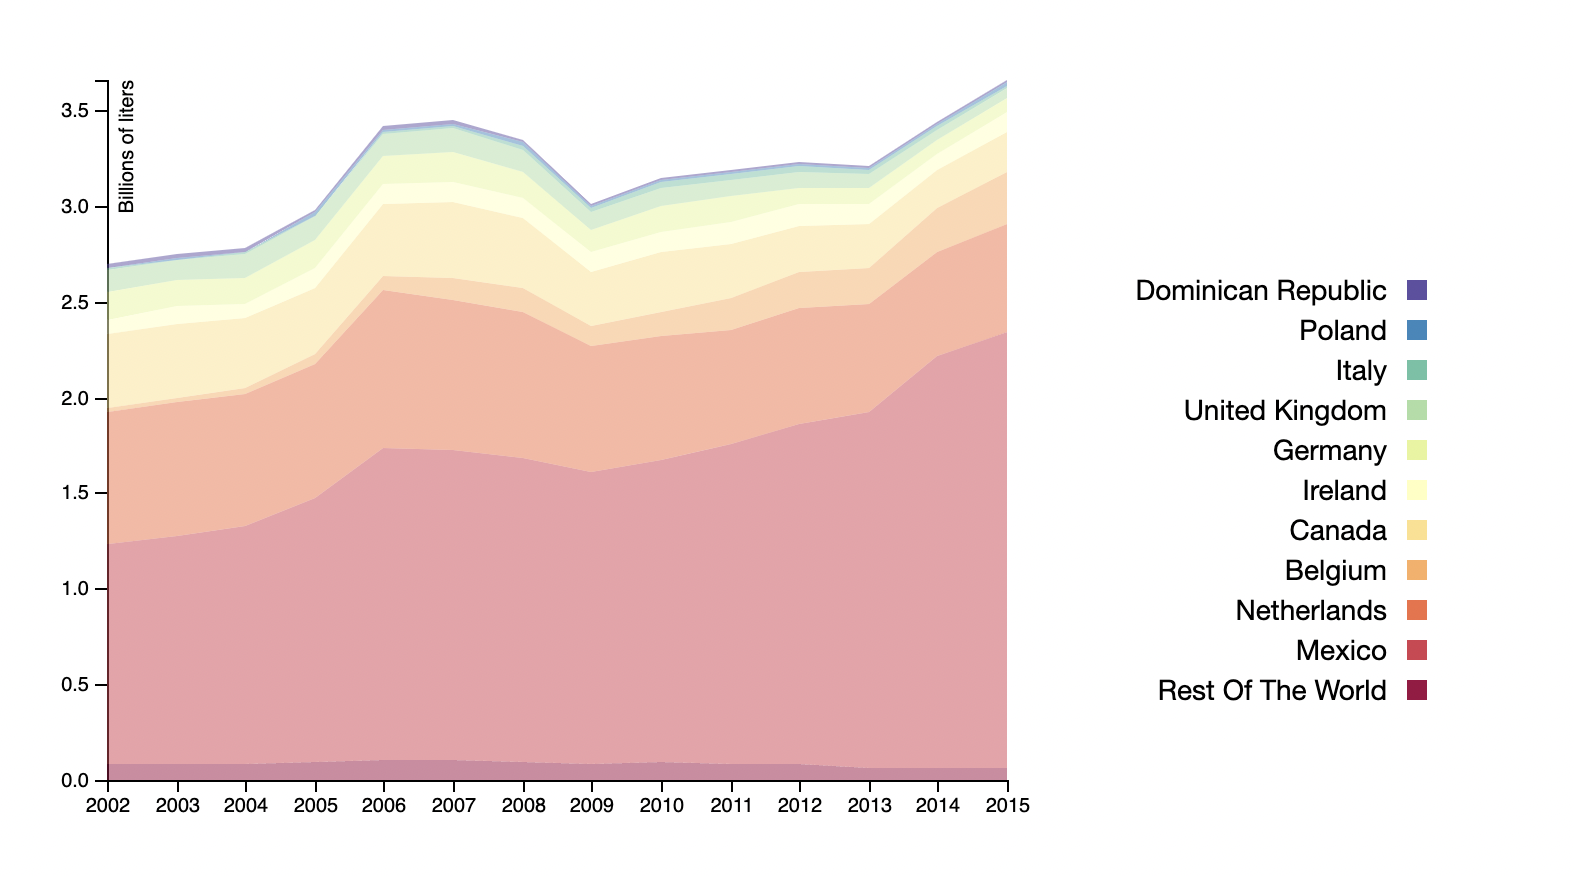 Billions of liters
3.5
3.0
2.5
2.0
1.5
1.0
0.5
0.0
2002 2003 2004 2005 2006 2007 2008 2009 2010 2011 2012 2013 2014 2015
Dominican Republic
Poland
Italy
United Kingdom
Germany
Ireland
Canada
Belgium
Netherlands
Mexico
Rest Of The World